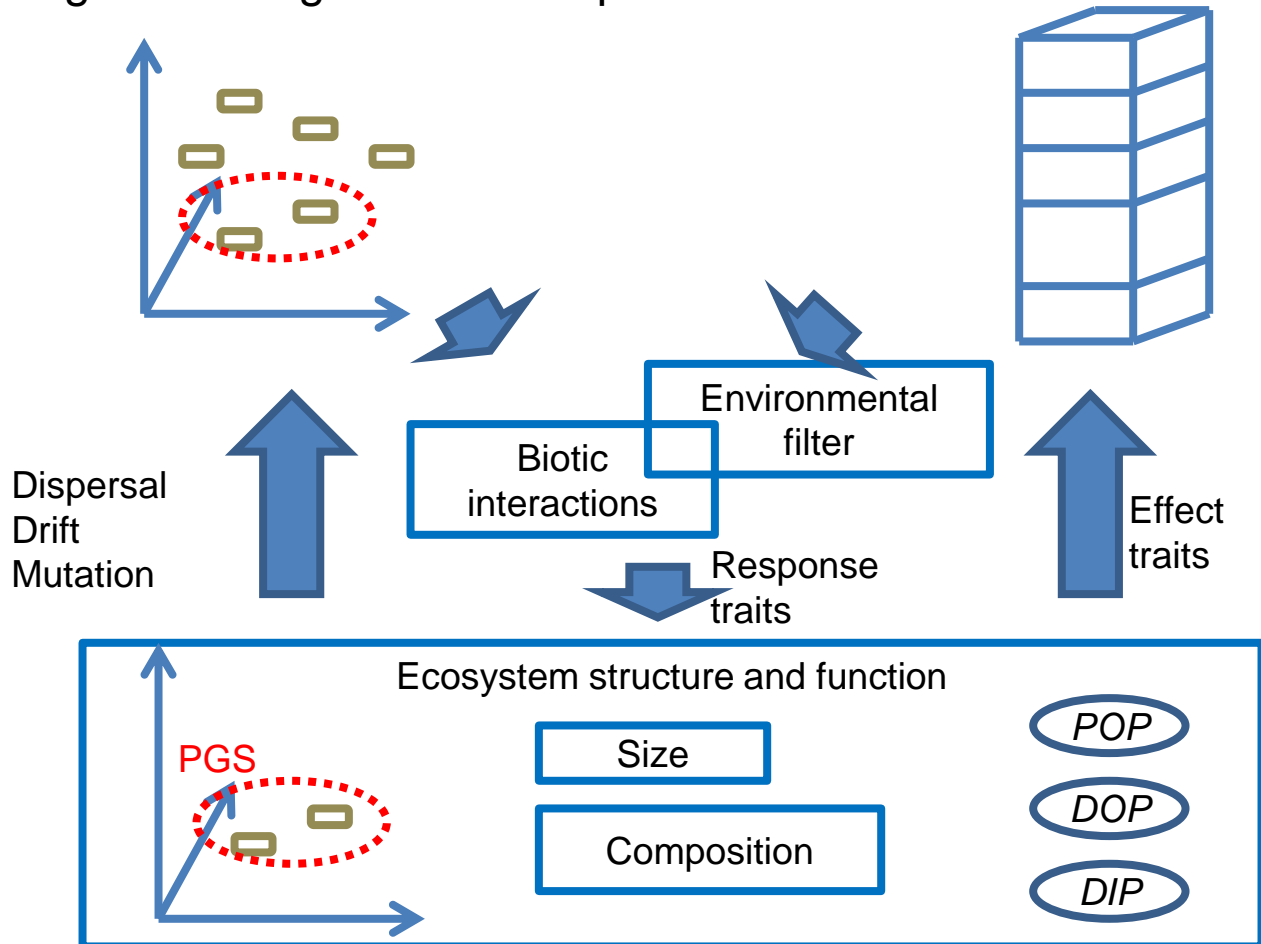 Environmental
filter
Biotic
interactions
Dispersal
Drift
Mutation
Effect
traits
Response
traits
Ecosystem structure and function
PGS
Size
Composition
POP
DOP
DIP